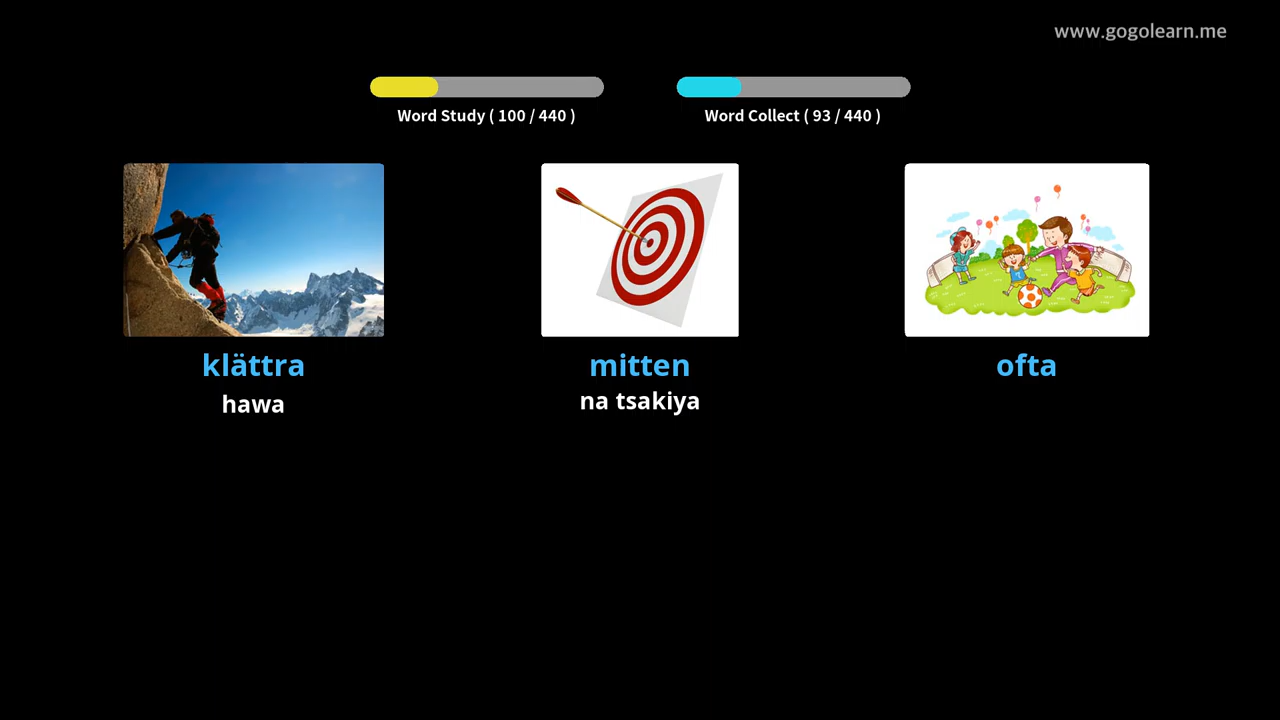 www.gogolearn.me
Word Study ( 100 / 440 )
Word Collect ( 93 / 440 )
klättra
hawa
mitten
na tsakiya
ofta